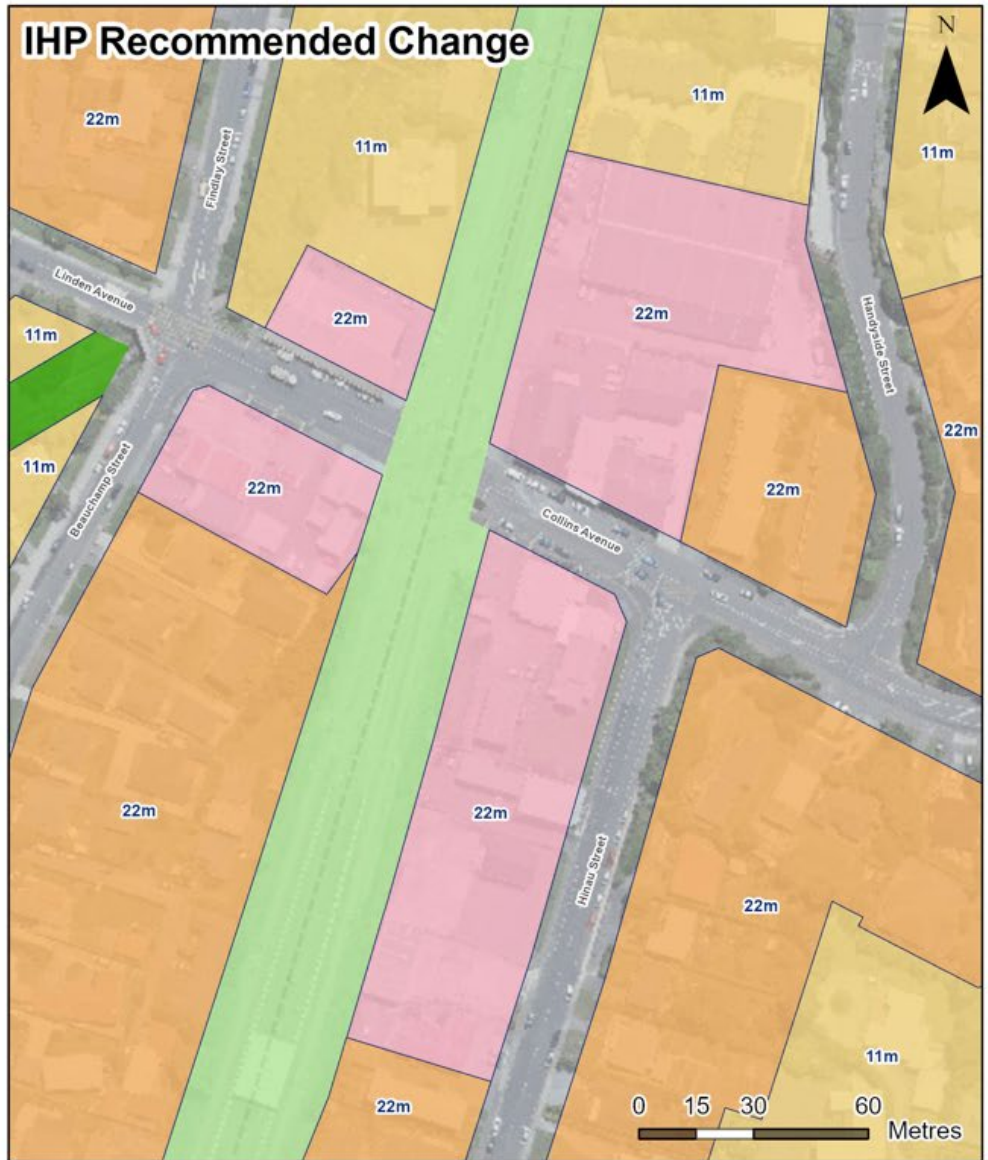 IHP Recommended Change
N
11m
22m
Findlay Street
11m
11m
Linden Avenue
22m
22m
11m
Handyside Street
22m
11m
Beauchamp Street
22m
22m
Collins Avenue
22m
22m
Hinau Street
22m
11m
22m
0 15 30 60
Metres